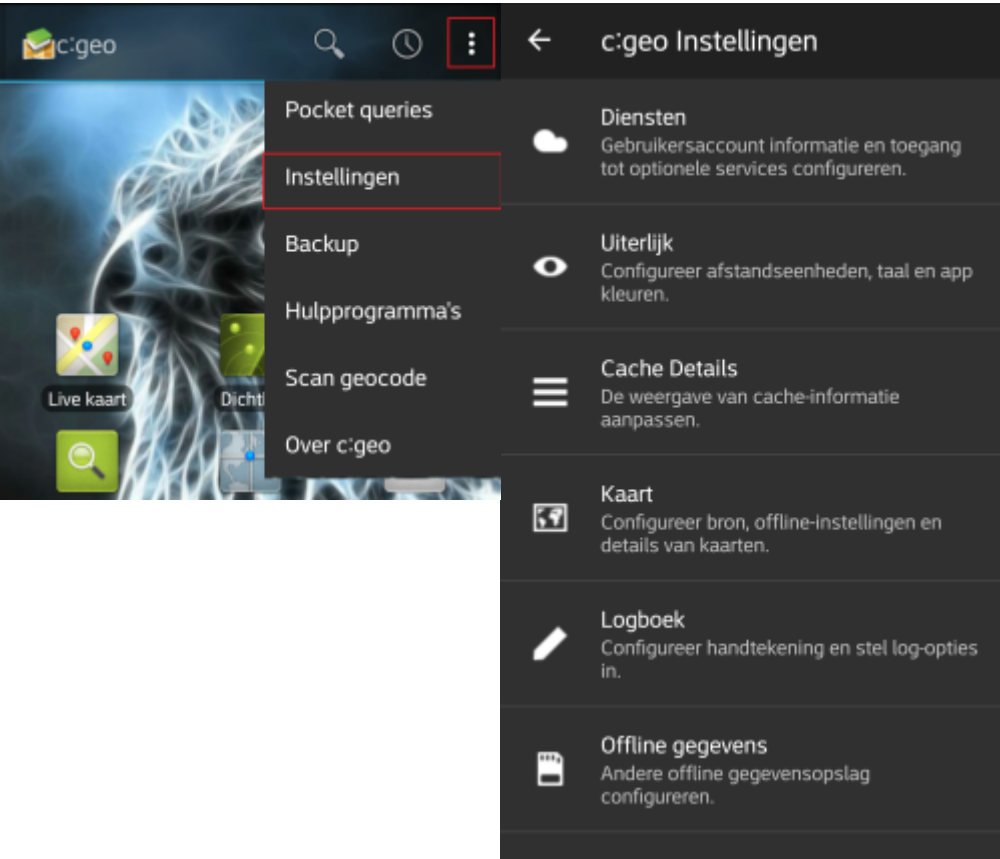 c:geo
Pocket queries
Instellingen
Backup
Hulpprogramma's
Scan geocode
Over c:geo
Live kaart
c:geo Instellingen
Diensten
Gebruikersaccount informatie en toegang
tot optionele services configureren.
Uiterlijk
Configureer afstandseenheden, taal en app
kleuren.
Cache Details
De weergave van cache-informatie
aanpassen.
Kaart
Configureer bron, offline-instellingen en
details van kaarten.
Logboek
Configureer handtekening en stel log-opties
in.
Offline gegevens
Andere offline gegevensopslag
configureren.